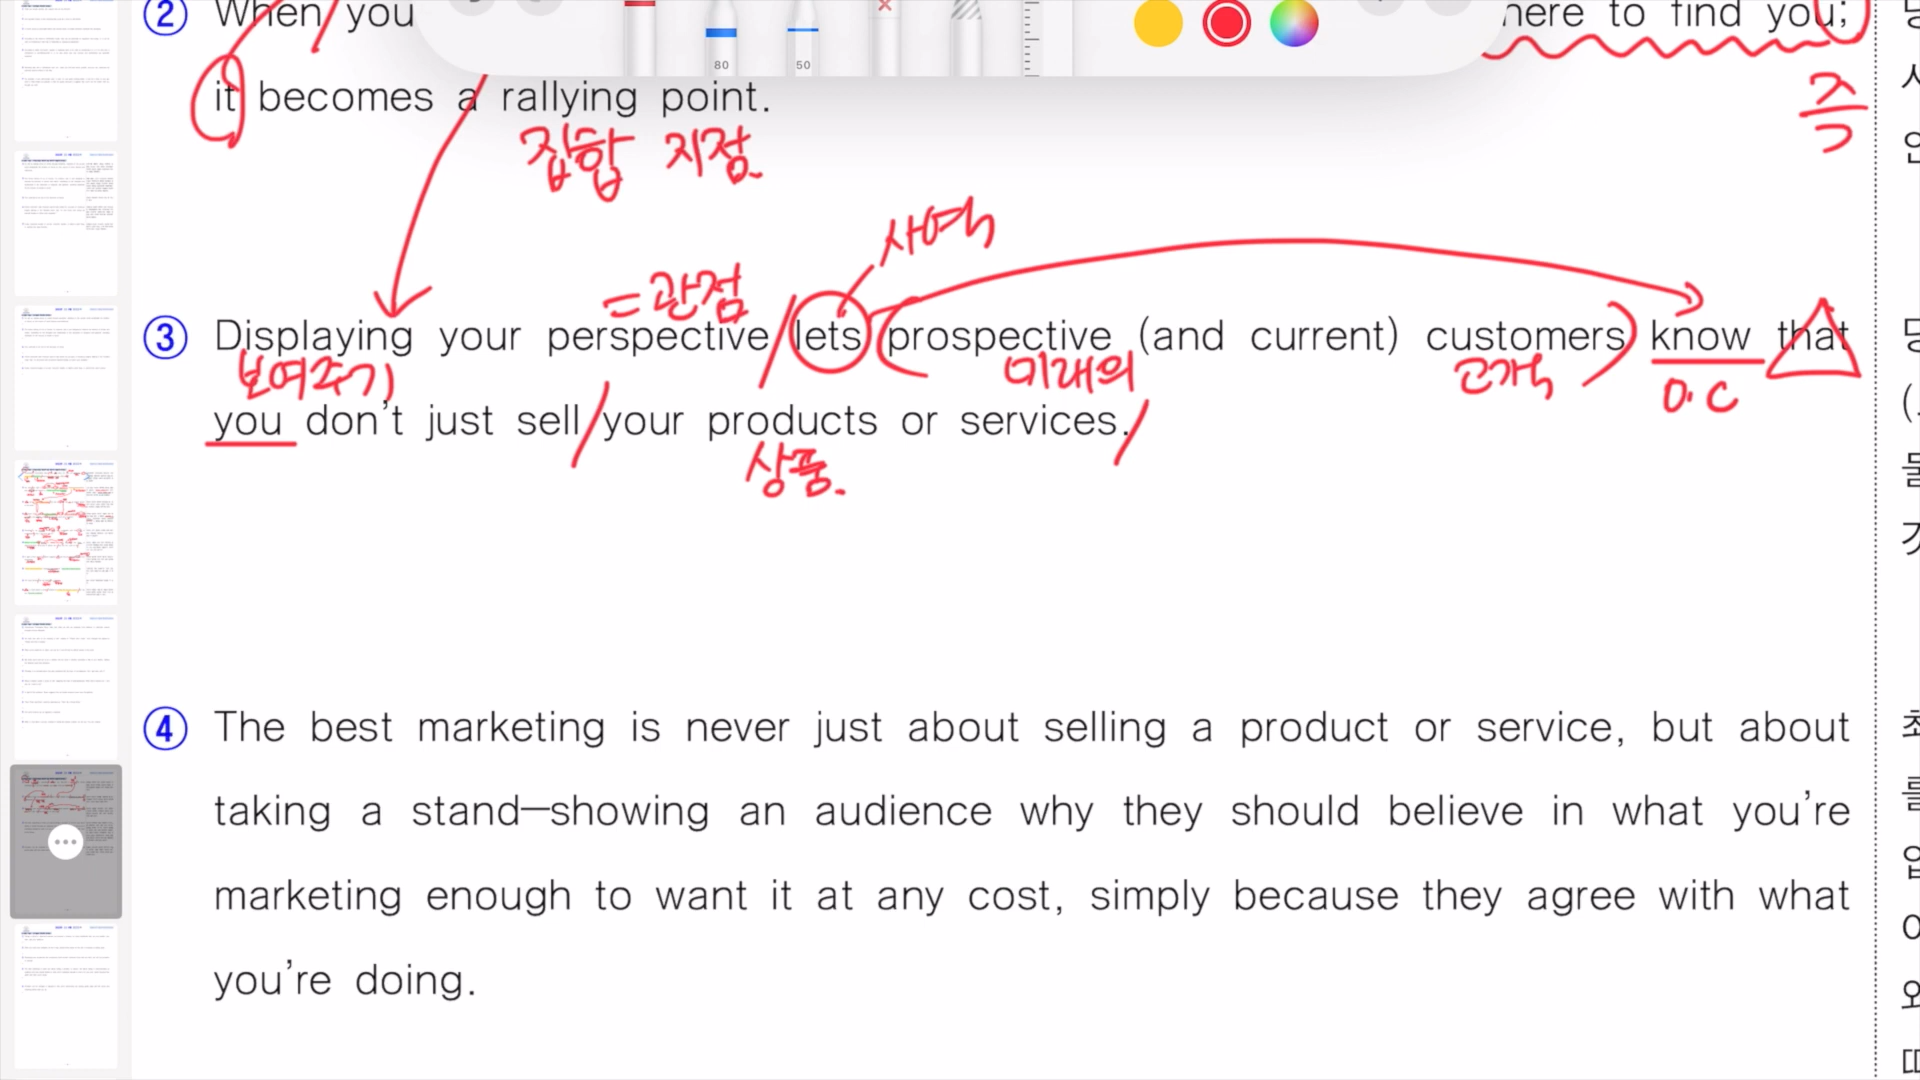 ② When you
here to find you;
80
50
it becomes a rallying point.
집합 지점.
즉
사역
= 관점
③ Displaying your perspective lets prospective (and current) customers know that
보여주기
미래의
고객
O.C
you don't just sell your products or services.
상품.
④ The best marketing is never just about selling a product or service, but about
taking a stand—showing an audience why they should believe in what you're
marketing enough to want it at any cost, simply because they agree with what
you're doing.